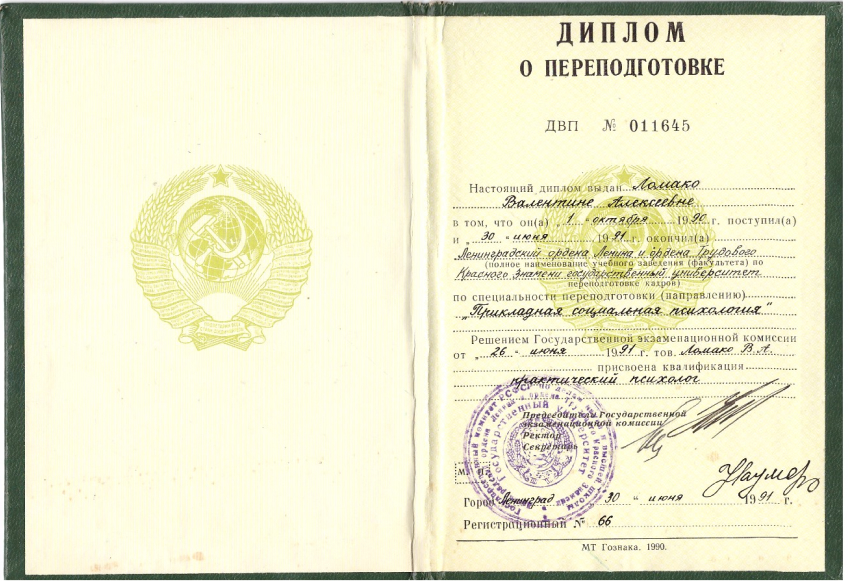 ДИПЛОМ
О ПЕРЕПОДГОТОВКЕ
ДВП № 011645
Настоящий диплом выдан Ломако
Валентине Алексеевне
в том, что он(а) „1 " октября 1990 г. поступил(а)
и „30 " июня 1991 г. окончил(а)
Ленинградский ордена Ленина и ордена Трудового
(полное наименование учебного заведения (факультета) по
Красного Знамени государственный университет
переподготовке кадров)
по специальности переподготовки (направлению)
„Прикладная социальная психология"
Решением Государственной экзаменационной комиссии
от „26 " июня 1991 г. тов. Ломако В.А.
присвоена квалификация
практический психолог
Председатель Государственной
экзаменационной комиссии
Ректор
Секретарь
Город Ленинград 30 " июня 1991 г.
Регистрационный № 66
МТ Гознака. 1990.